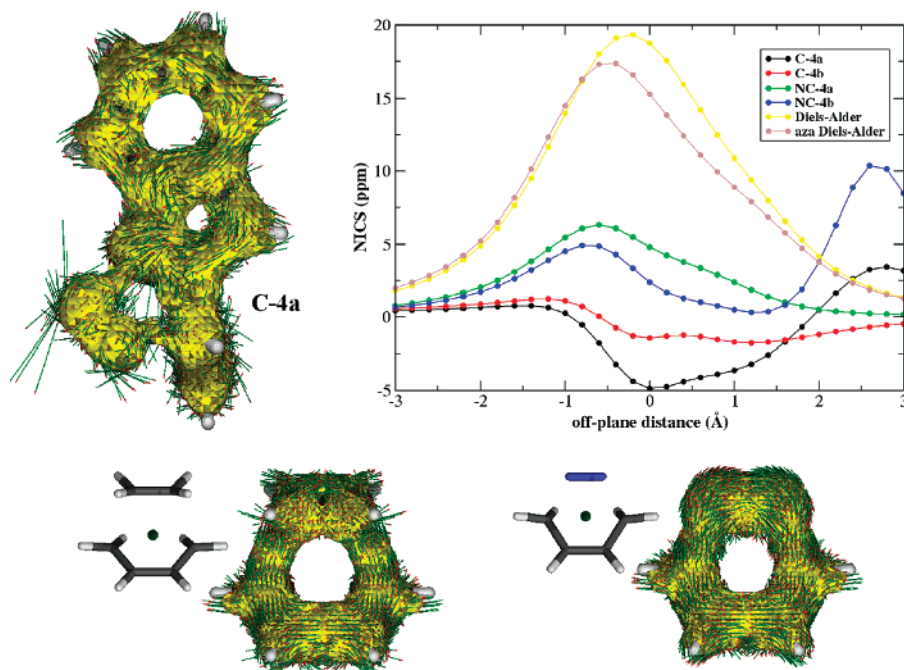 C-4a
20
15
10
5
0
-5
NICS (ppm)
C-4a
C-4b
NC-4a
NC-4b
Diels-Alder
aza Diels-Alder
-3
-2
-1
0
1
2
3
off-plane distance (Å)